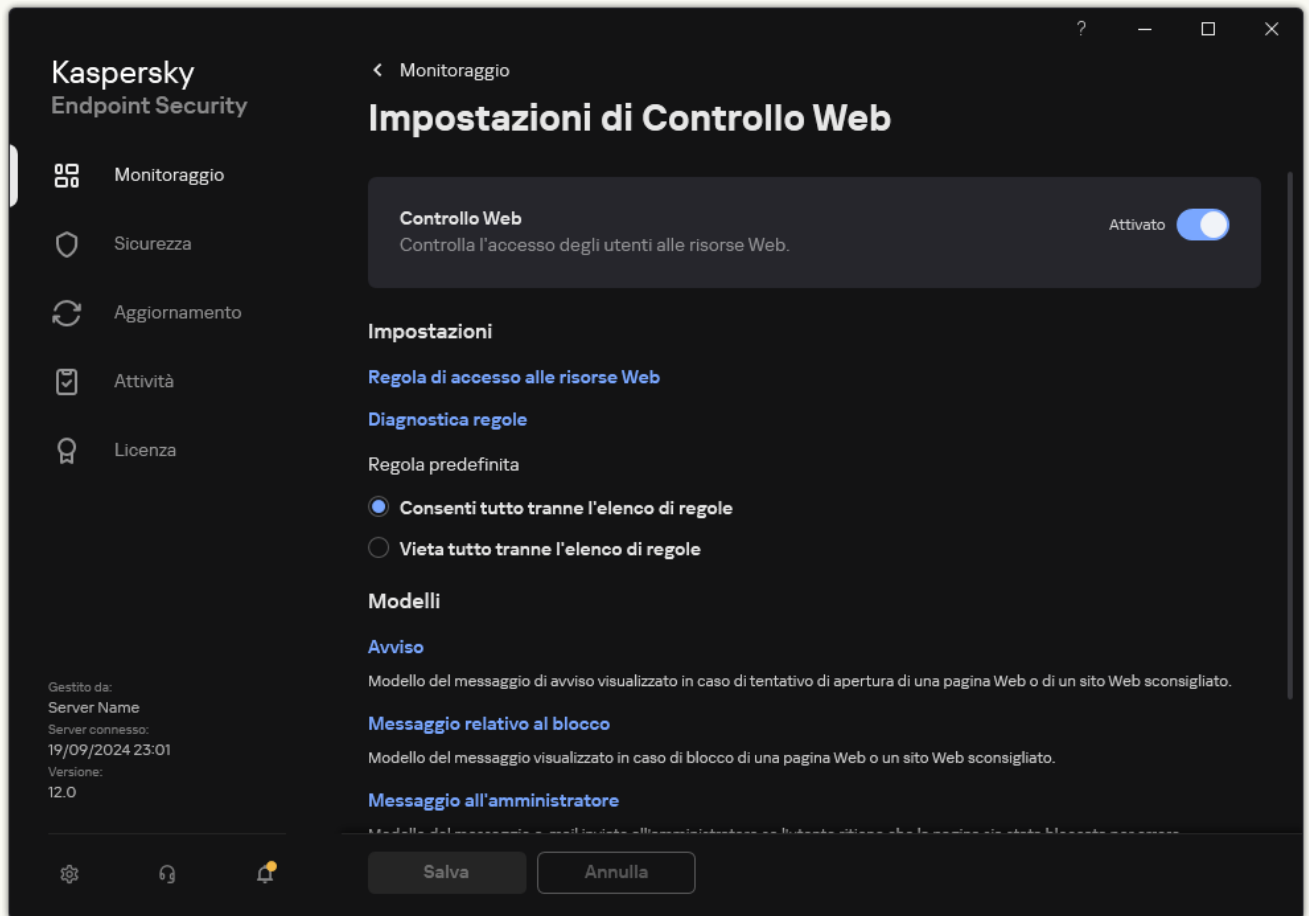 ?
Kaspersky
Endpoint Security
Monitoraggio
Sicurezza
Aggiornamento
Attività
Licenza
Gestito da:
Server Name
Server connesso:
19/09/2024 23:01
Versione:
12.0
Monitoraggio
Impostazioni di Controllo Web
Controllo Web
Controlla l'accesso degli utenti alle risorse Web.
Attivato
Impostazioni
Regola di accesso alle risorse Web
Diagnostica regole
Regola predefinita
Consenti tutto tranne l'elenco di regole
Vieta tutto tranne l'elenco di regole
Modelli
Avviso
Modello del messaggio di avviso visualizzato in caso di tentativo di apertura di una pagina Web o di un sito Web sconsigliato.
Messaggio relativo al blocco
Modello del messaggio visualizzato in caso di blocco di una pagina Web o un sito Web sconsigliato.
Messaggio all'amministratore
Salva
Annulla